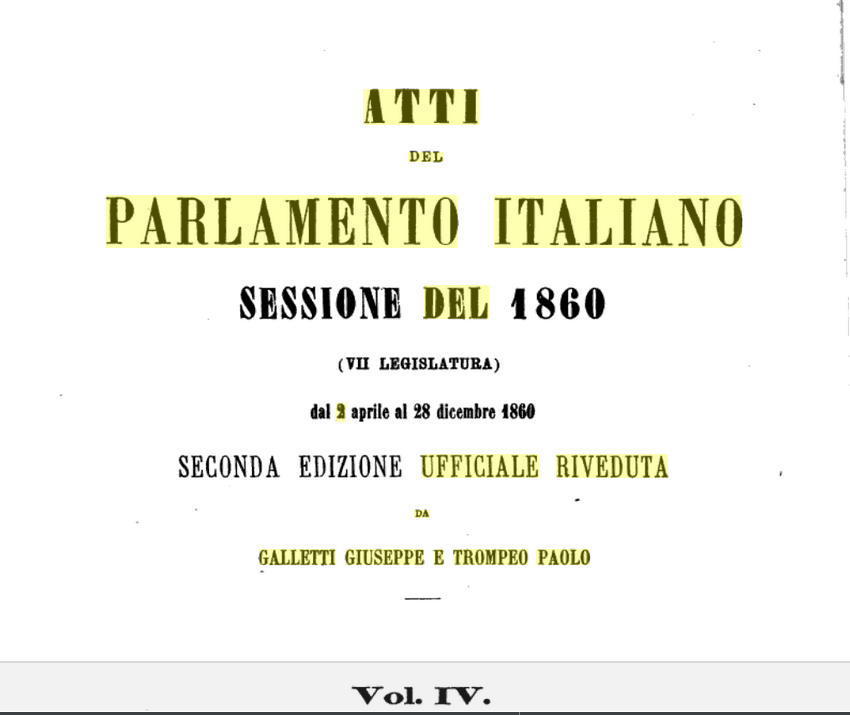 ATTI
DEL
PARLAMENTO ITALIANO
SESSIONE DEL 1860
(VII LEGISLATURA)
dal 2 aprile al 28 dicembre 1860
SECONDA EDIZIONE UFFICIALE RIVEDUTA
DA
GALLETTI GIUSEPPE E TROMPEO PAOLO
Vol. IV.